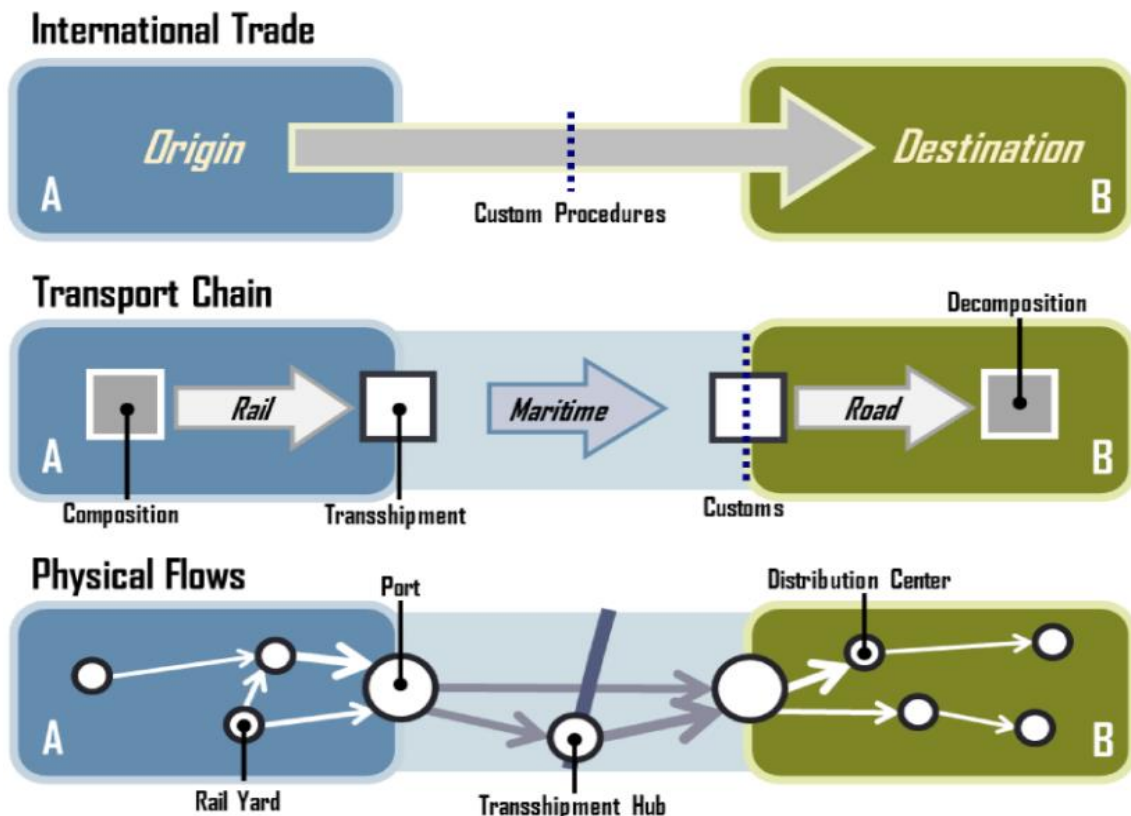 International Trade
Origin
Destination
A
B
Custom Procedures
Transport Chain
Decomposition
Rail
Maritime
Road
A
B
Composition
Transshipment
Customs
Physical Flows
Port
Distribution Center
A
B
Rail Yard
Transshipment Hub